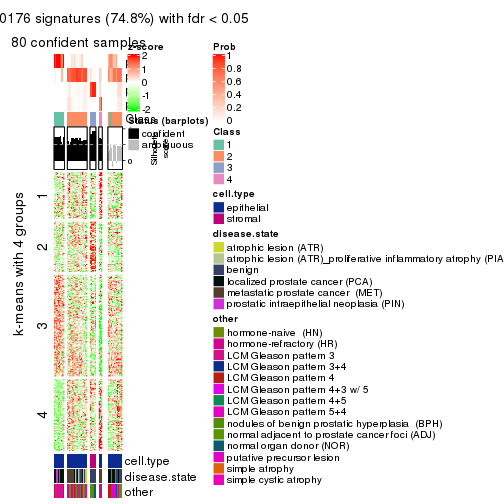 0176 signatures (74.8%) with fdr < 0.05
80 confident samples
z-score
2
1
0
-1
-2
Status (barplots)
confident
ambiguous
Class
Silhouette
score
0
k-means with 4 groups
1
2
3
4
cell.type
disease.state
other
Prob
1
0.8
0.6
0.4
0.2
0
Class
1
2
3
4
cell.type
epithelial
stromal
disease.state
atrophic lesion (ATR)
atrophic lesion (ATR)_proliferative inflammatory atrophy (PIA
benign
localized prostate cancer (PCA)
metastatic prostate cancer (MET)
prostatic intraepithelial neoplasia (PIN)
other
hormone-naive (HN)
hormone-refractory (HR)
LCM Gleason pattern 3
LCM Gleason pattern 3+4
LCM Gleason pattern 4
LCM Gleason pattern 4+3 w/ 5
LCM Gleason pattern 4+5
LCM Gleason pattern 5+4
nodules of benign prostatic hyperplasia (BPH)
normal adjacent to prostate cancer foci (ADJ)
normal organ donor (NOR)
putative precursor lesion
simple atrophy
simple cystic atrophy